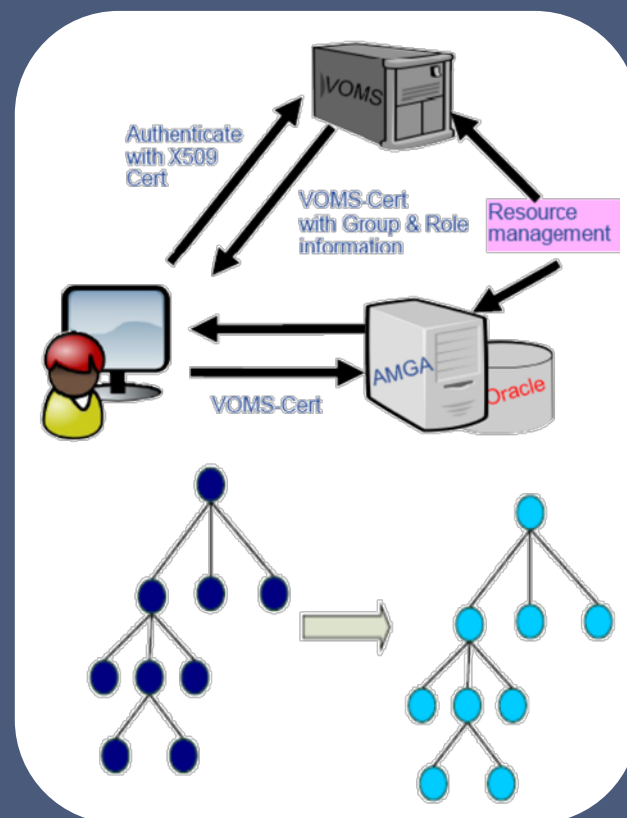 VOMS
Authenticate
with X509
Cert
VOMS-Cert
with Group & Role
information
Resource
management
AMGA
Oracle
VOMS-Cert